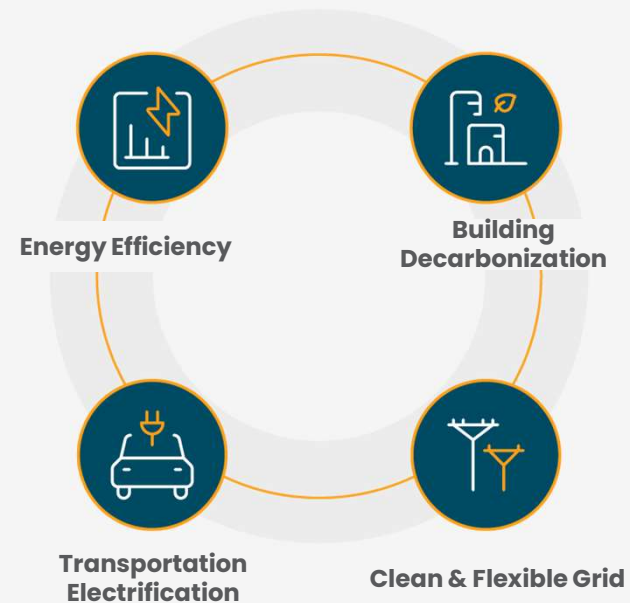 Energy Efficiency
Building
Decarbonization
Transportation
Electrification
Clean & Flexible Grid